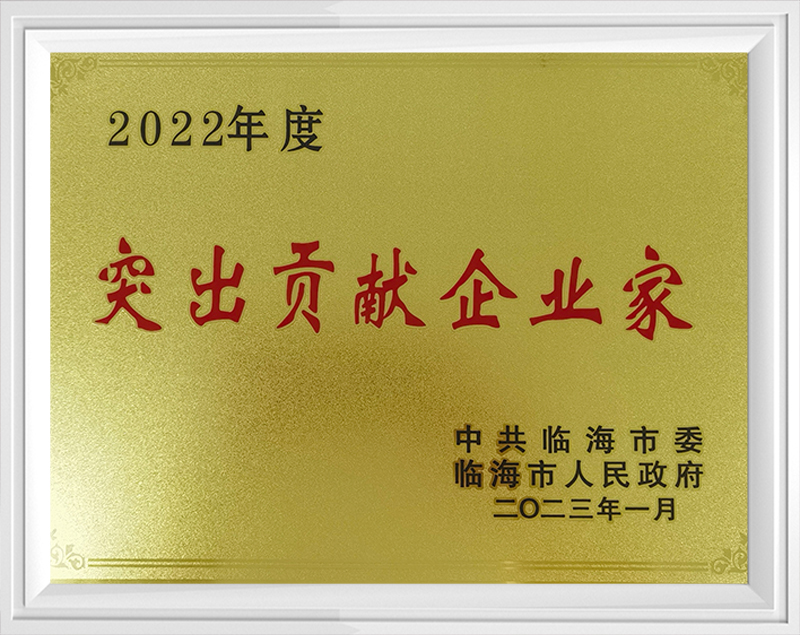 2022年度
突出贡献企业家
中共临海市委
临海市人民政府
二〇二三年一月